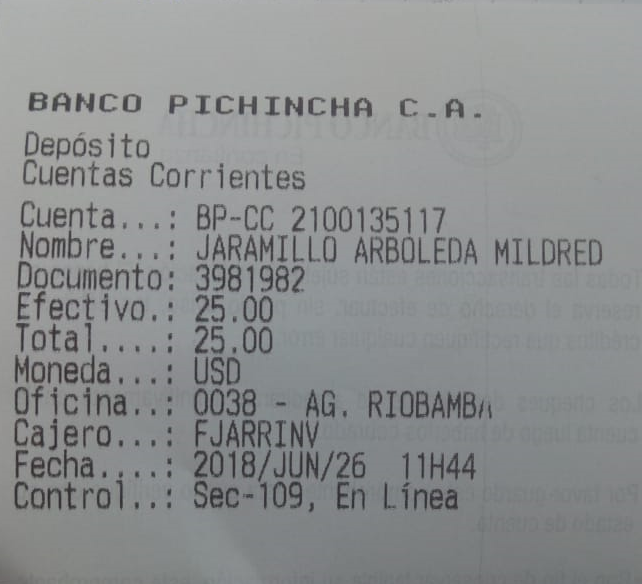 BANCO PICHINCHA C.A.
Depósito
Cuentas Corrientes
Cuenta...: BP-CC 2100135117
Nombre...: JARAMILLO ARBOLEDA MILDRED
Documento: 3981982
Efectivo.: 25.00
Total....: 25.00
Moneda...: USD
Oficina..: 0038 - AG. RIOBAMBA
Cajero...: FJARRINV
Fecha....: 2018/JUN/26 11H44
Control..: Sec-109, En Línea